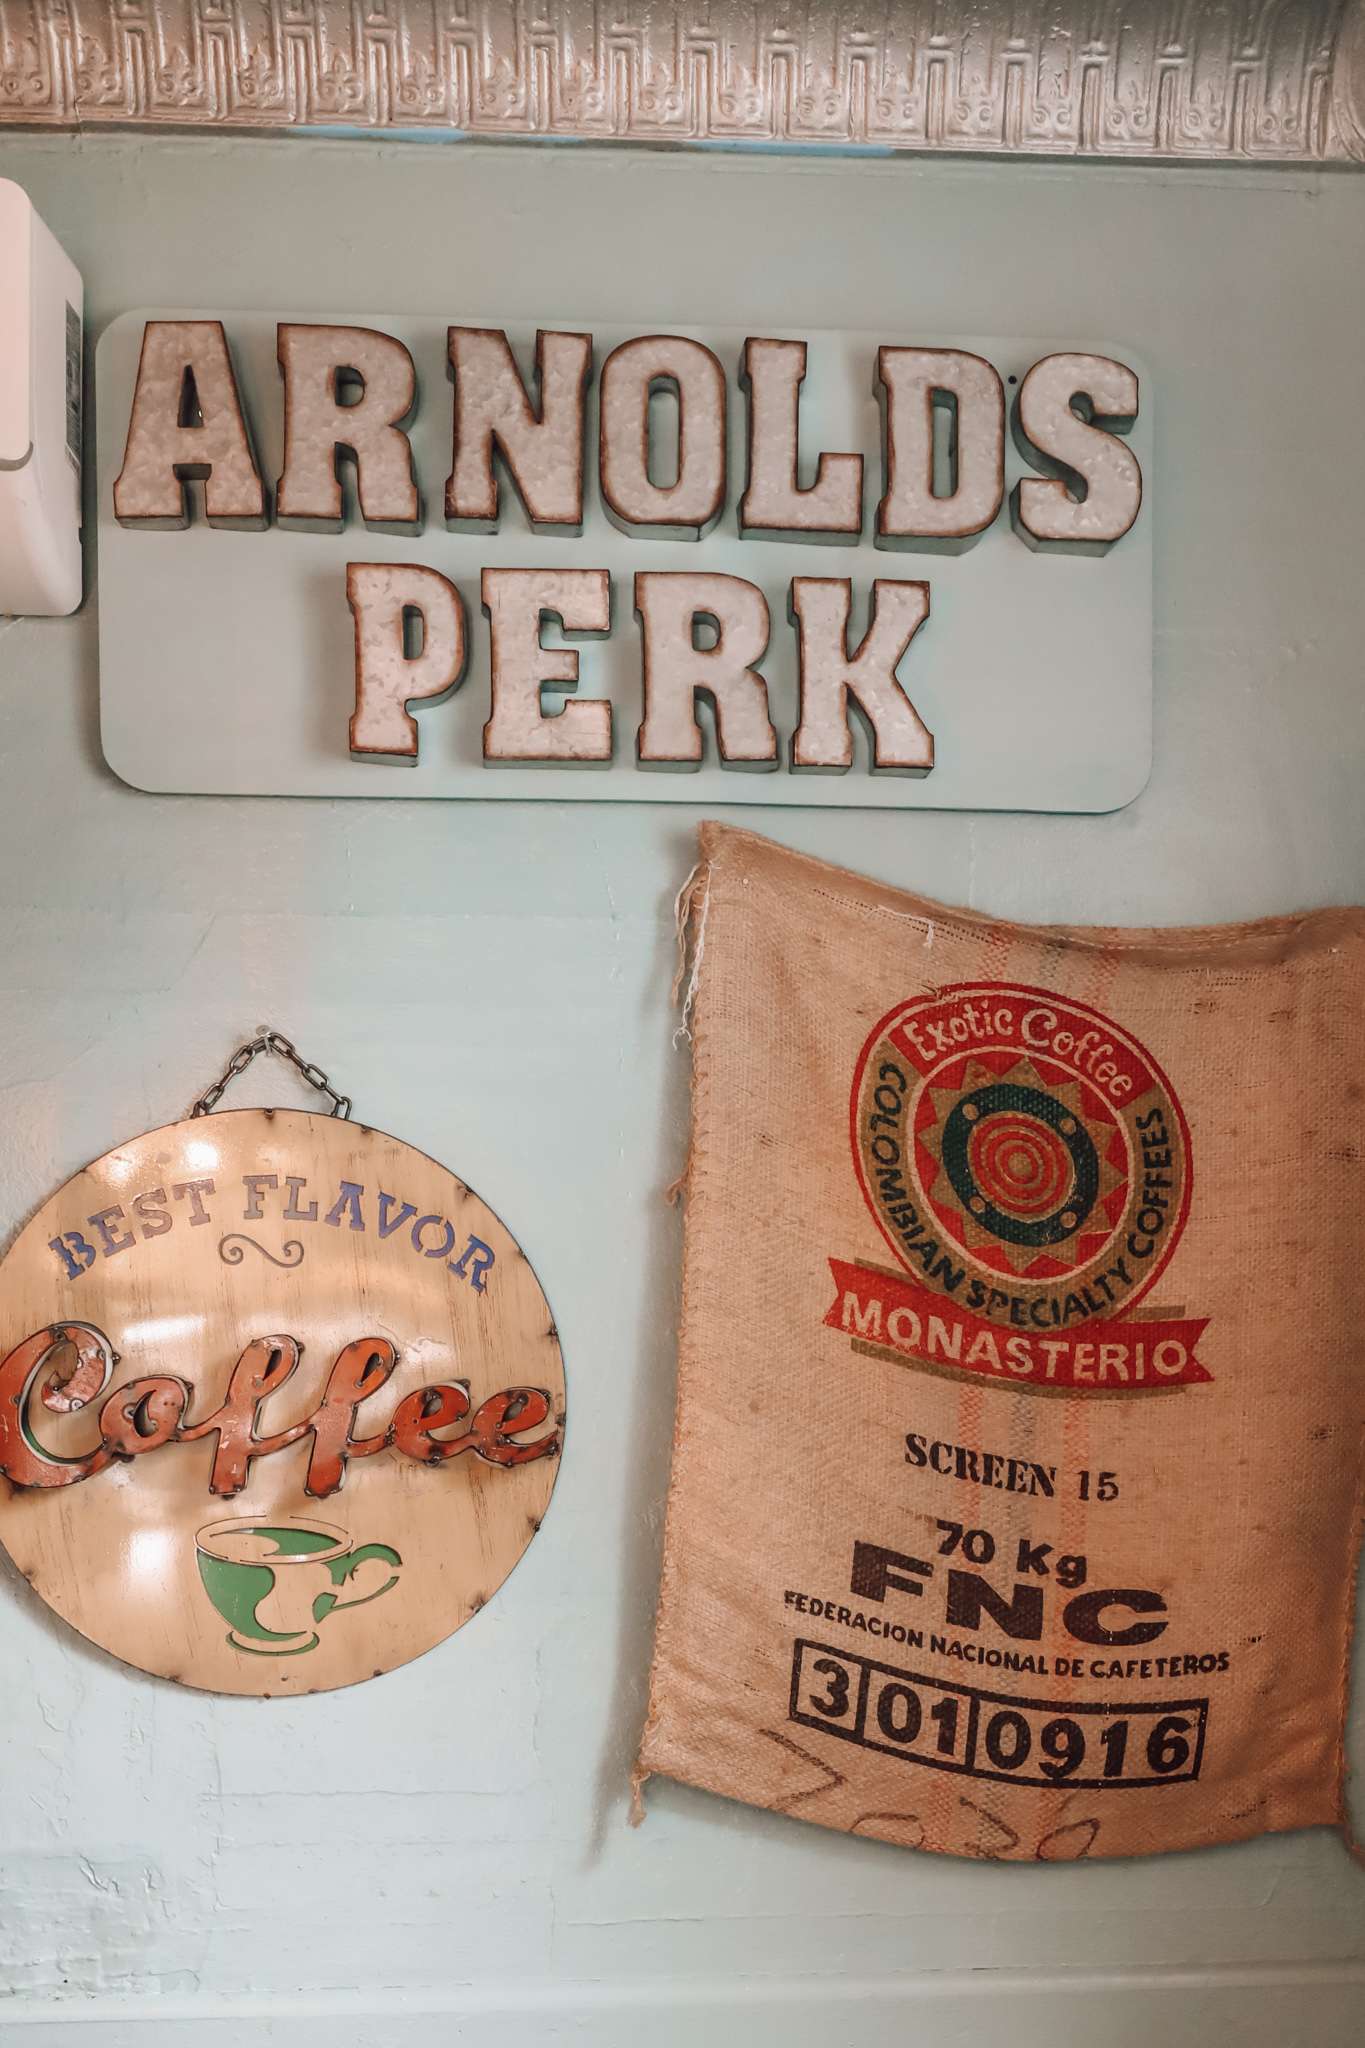 ARNOLDS
PERK
BEST FLAVOR
Coffee
Exotic Coffee
COLOMBIAN SPECIALTY COFFEES
MONASTERIO
SCREEN 15
70 Kg
FNC
FEDERACION NACIONAL DE CAFETEROS
3 01 0916